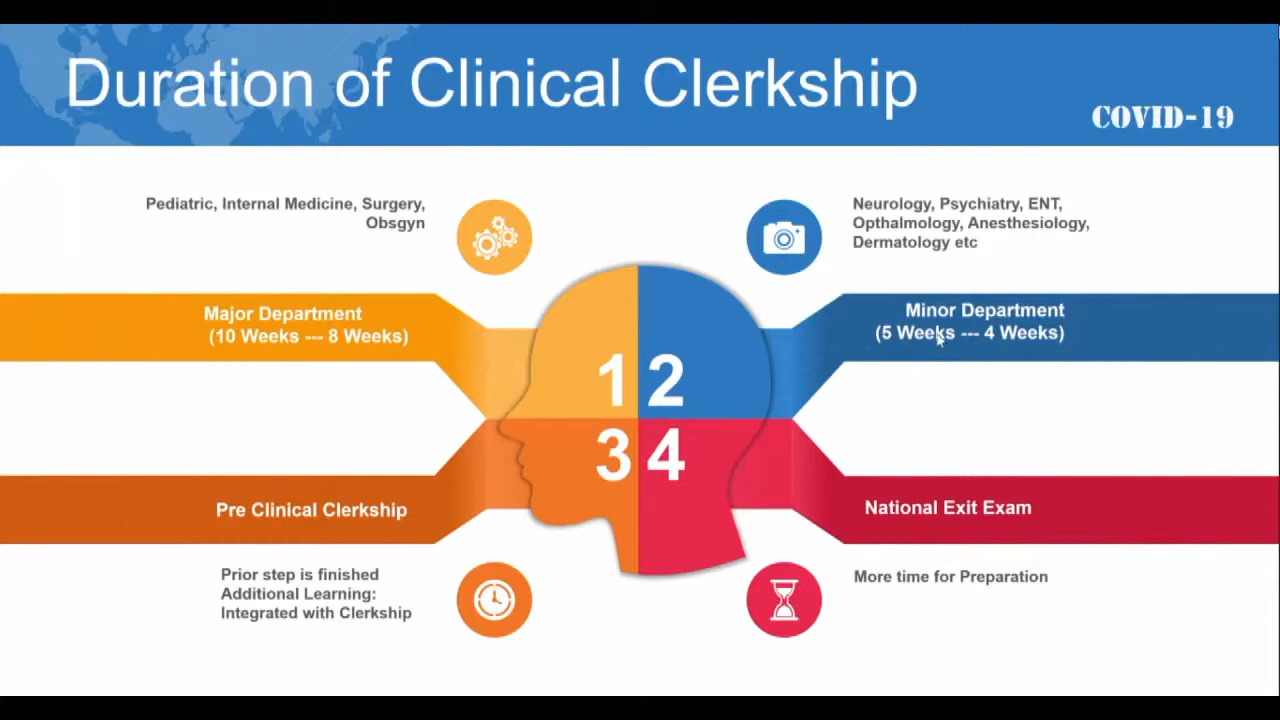 Duration of Clinical Clerkship
COVID-19
Pediatric, Internal Medicine, Surgery,
Obsgyn
Neurology, Psychiatry, ENT,
Opthalmology, Anesthesiology,
Dermatology etc
Major Department
(10 Weeks --- 8 Weeks)
Minor Department
(5 Weeks --- 4 Weeks)
1
2
3
4
Pre Clinical Clerkship
National Exit Exam
Prior step is finished
Additional Learning:
Integrated with Clerkship
More time for Preparation